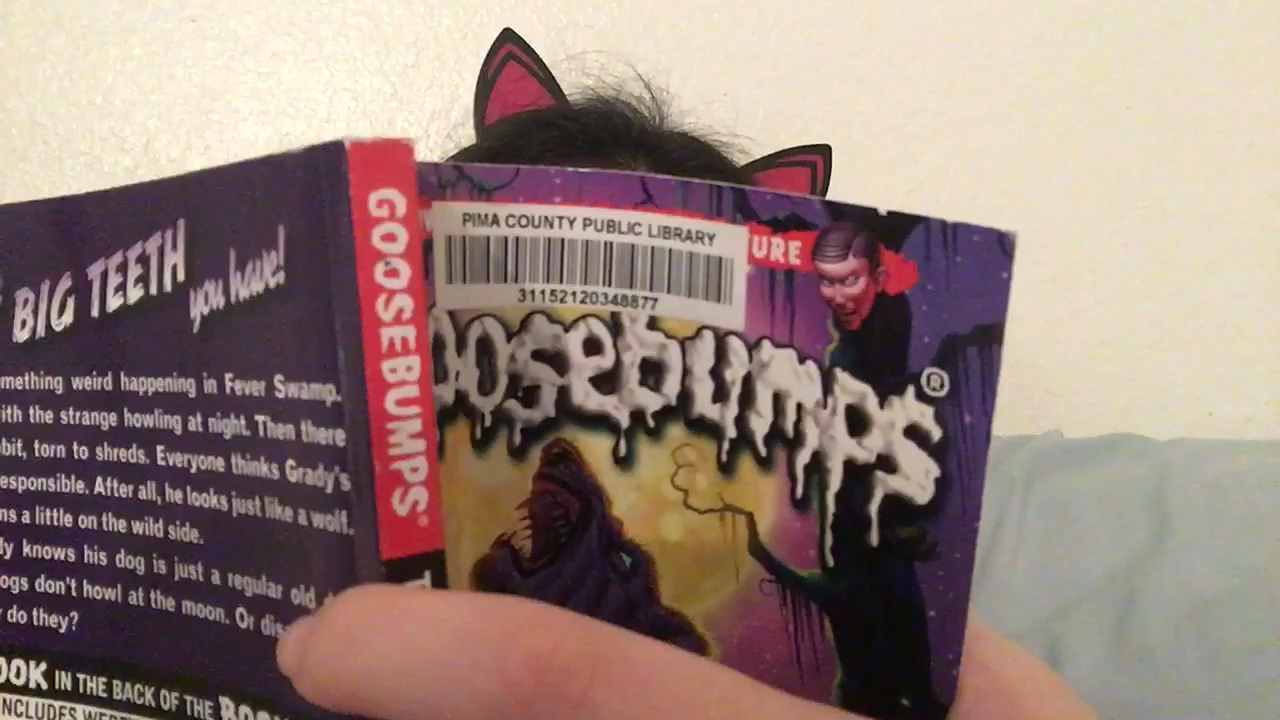 BIG TEETH
you have!
mething weird happening in Fever Swamp.
ith the strange howling at night. Then there
bit, torn to shreds. Everyone thinks Grady's
esponsible. After all, he looks just like a wolf.
ns a little on the wild side.
dy knows his dog is just a regular old
ogs don't howl at the moon. Or
do they?
OOK IN THE BACK OF THE BOO
INCLUDES
GOOSEBUMPS®
PIMA COUNTY PUBLIC LIBRARY
31152120348877
URE
oosebumps®